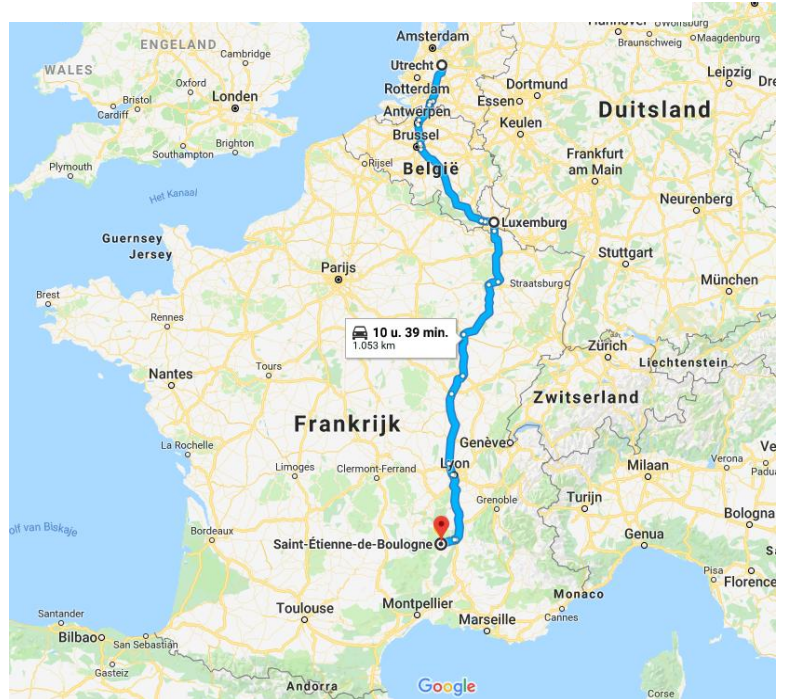 Hannover
Wolfsburg
Amsterdam
Braunschweig
Maagdenburg
ENGELAND
Cambridge
WALES
Utrecht
Leipzig
Oxford
Rotterdam
Dortmund
Essen
Bristol
Londen
Cardiff
Antwerpen
Duitsland
Keulen
Brussel
Brighton
Southampton
Rijsel
België
Frankfurt
am Main
Plymouth
Het Kanaal
Neurenberg
Luxemburg
Guernsey
Jersey
Stuttgart
Parijs
Straatsburg
München
Brest
Rennes
10 u. 39 min.
1.053 km
Zürich
Liechtenstein
Tours
Nantes
Zwitserland
Frankrijk
Genève
La Rochelle
Lyon
Limoges
Clermont-Ferrand
Milaan
Verona
Grenoble
Turijn
Bologna
olf van Biskaje
Bordeaux
Saint-Étienne-de-Boulogne
Genua
Pisa
Florence
Monaco
Cannes
Santander
Toulouse
Montpellier
Marseille
Bilbao
San Sebastian
Gasteiz
Andorra
Google
Corse